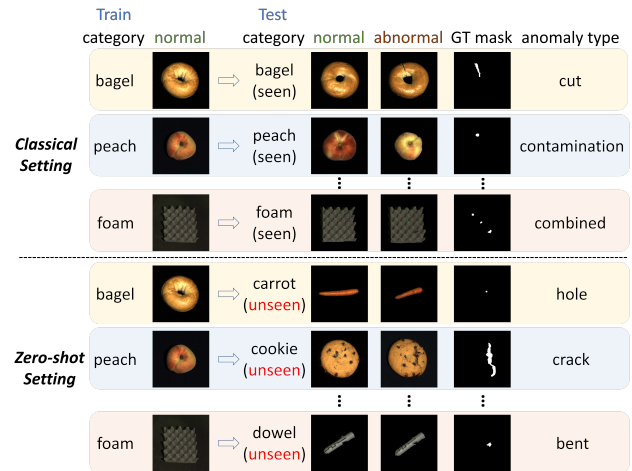 Train
Test
category normal category normal abnormal GT mask anomaly type
bagel bagel (seen) cut
Classical Setting
peach peach (seen) contamination
foam foam (seen) combined
bagel carrot (unseen) hole
Zero-shot Setting
peach cookie (unseen) crack
foam dowel (unseen) bent